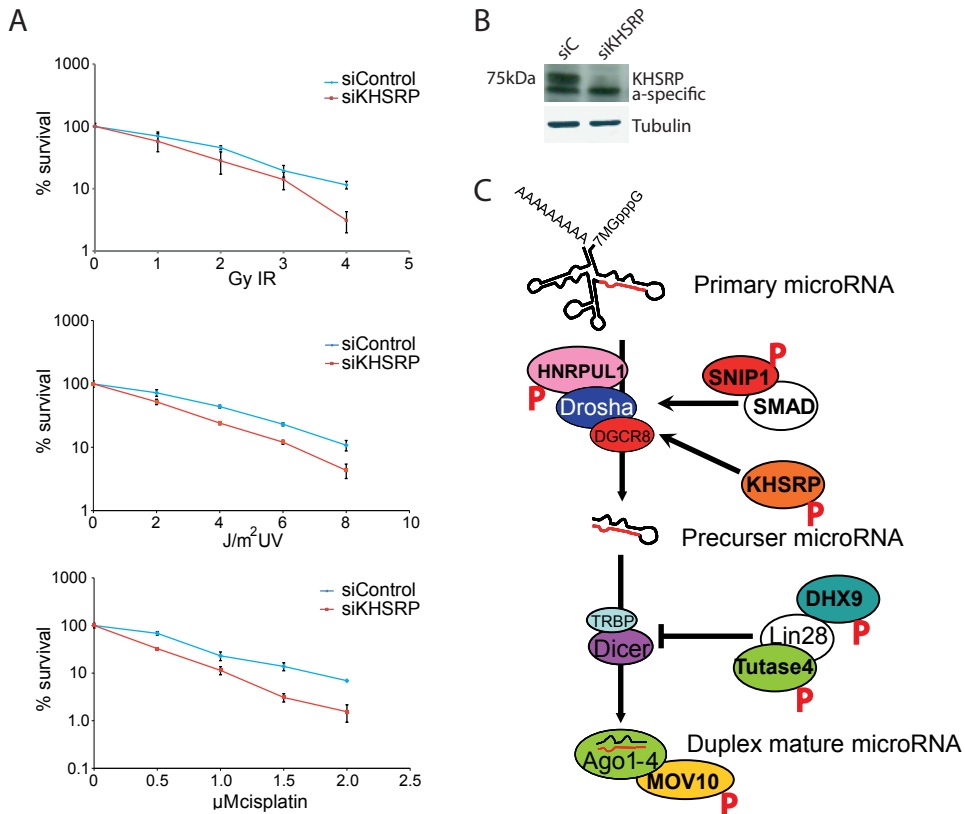 A
1000
100
10
1
% survival
siControl
siKHSRP
0 1 2 3 4 5
Gy IR
1000
100
10
1
% survival
siControl
siKHSRP
0 2 4 6 8 10
J/m²UV
1000
100
10
1.0
0.1
% survival
siControl
siKHSRP
0 0.5 1.0 1.5 2.0 2.5
µMcisplatin
B
siC siKHSRP
75kDa
KHSRP
a-specific
Tubulin
C
AAAAAAAAA
7MGpppG
Primary microRNA
HNRPUL1
P
Drosha
DGCR8
P
SNIP1
SMAD
KHSRP
P
Precurser microRNA
TRBP
Dicer
DHX9
P
Lin28
Tutase4
P
Duplex mature microRNA
Ago1-4
MOV10
P